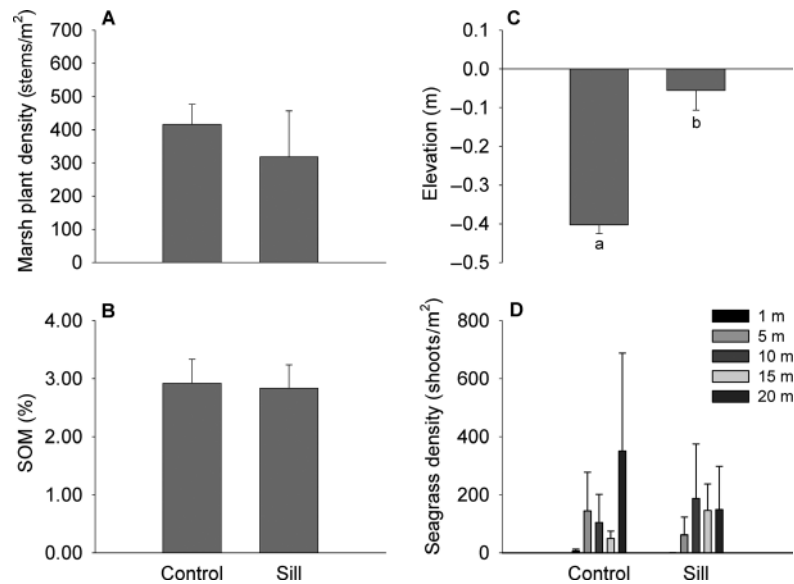 A
Marsh plant density (stems/m²)
700
600
500
400
300
200
100
0
C
Elevation (m)
0.1
0.0
–0.1
–0.2
–0.3
–0.4
–0.5
a
b
B
SOM (%)
4.00
3.00
2.00
1.00
0.00
Control
Sill
D
Seagrass density (shoots/m²)
800
600
400
200
0
1 m
5 m
10 m
15 m
20 m
Control
Sill